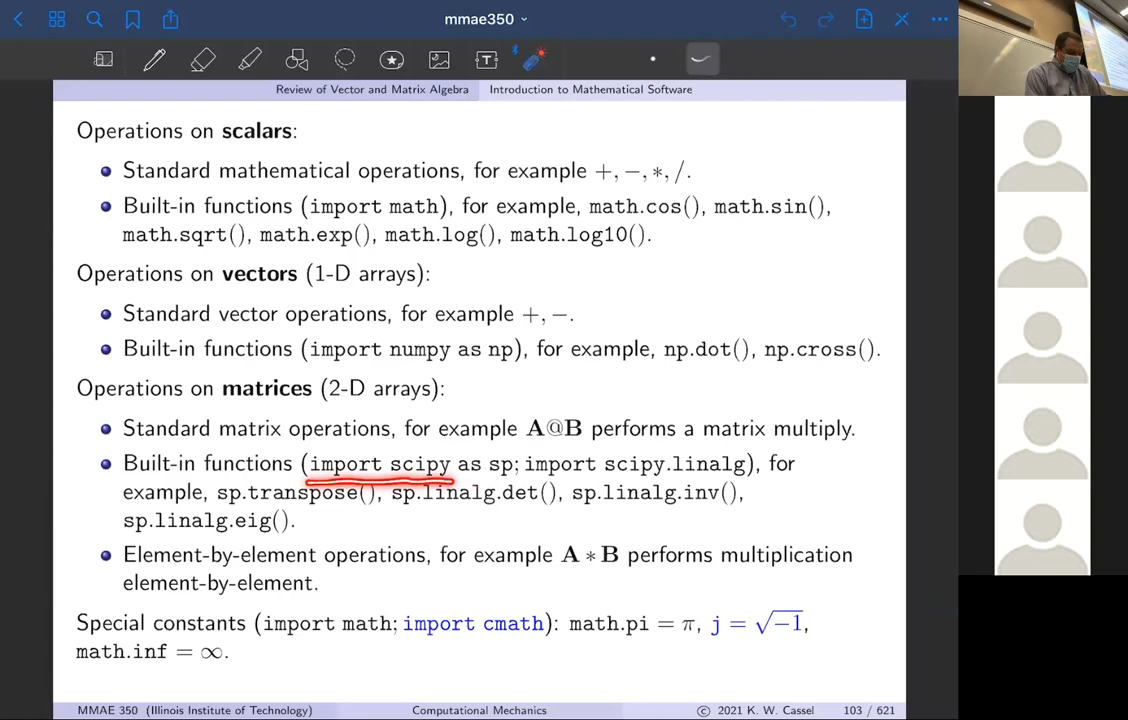 mmae350
Review of Vector and Matrix Algebra Introduction to Mathematical Software
Operations on scalars:
Standard mathematical operations, for example +, −, ∗, /.
Built-in functions (import math), for example, math.cos(), math.sin(),
math.sqrt(), math.exp(), math.log(), math.log10().
Operations on vectors (1-D arrays):
Standard vector operations, for example +, −.
Built-in functions (import numpy as np), for example, np.dot(), np.cross().
Operations on matrices (2-D arrays):
Standard matrix operations, for example A@B performs a matrix multiply.
Built-in functions (import scipy as sp; import scipy.linalg), for
example, sp.transpose(), sp.linalg.det(), sp.linalg.inv(),
sp.linalg.eig().
Element-by-element operations, for example A ∗ B performs multiplication
element-by-element.
Special constants (import math; import cmath): math.pi = π, j = √−1,
math.inf = ∞.
MMAE 350 (Illinois Institute of Technology) Computational Mechanics © 2021 K. W. Cassel 103 / 621